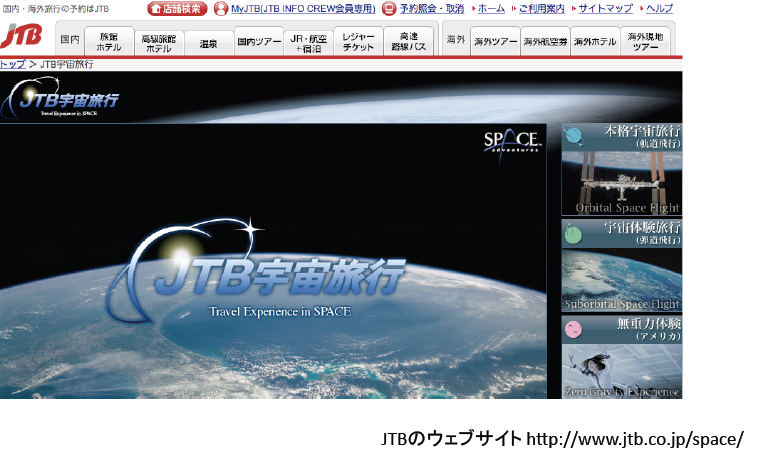 国内・海外旅行の予約はJTB
店舗検索
MyJTB(JTB INFO CREW会員専用)
予約照会・取消
ホーム
ご利用案内
サイトマップ
ヘルプ
JTB
国内
旅館
ホテル
高級旅館
ホテル
温泉
国内ツアー
JR・航空
+宿泊
レジャー
チケット
高速
路線バス
海外
海外ツアー
海外航空券
海外ホテル
海外現地
ツアー
トップ > JTB宇宙旅行
JTB宇宙旅行
Travel Experience in SPACE
SPACE
adventures
JTB宇宙旅行
Travel Experience in SPACE
本格宇宙旅行
(軌道飛行)
Orbital Space Flight
宇宙体験旅行
(弾道飛行)
Suborbital Space Flight
無重力体験
(アメリカ)
Zero Gravity Experience
JTBのウェブサイト http://www.jtb.co.jp/space/